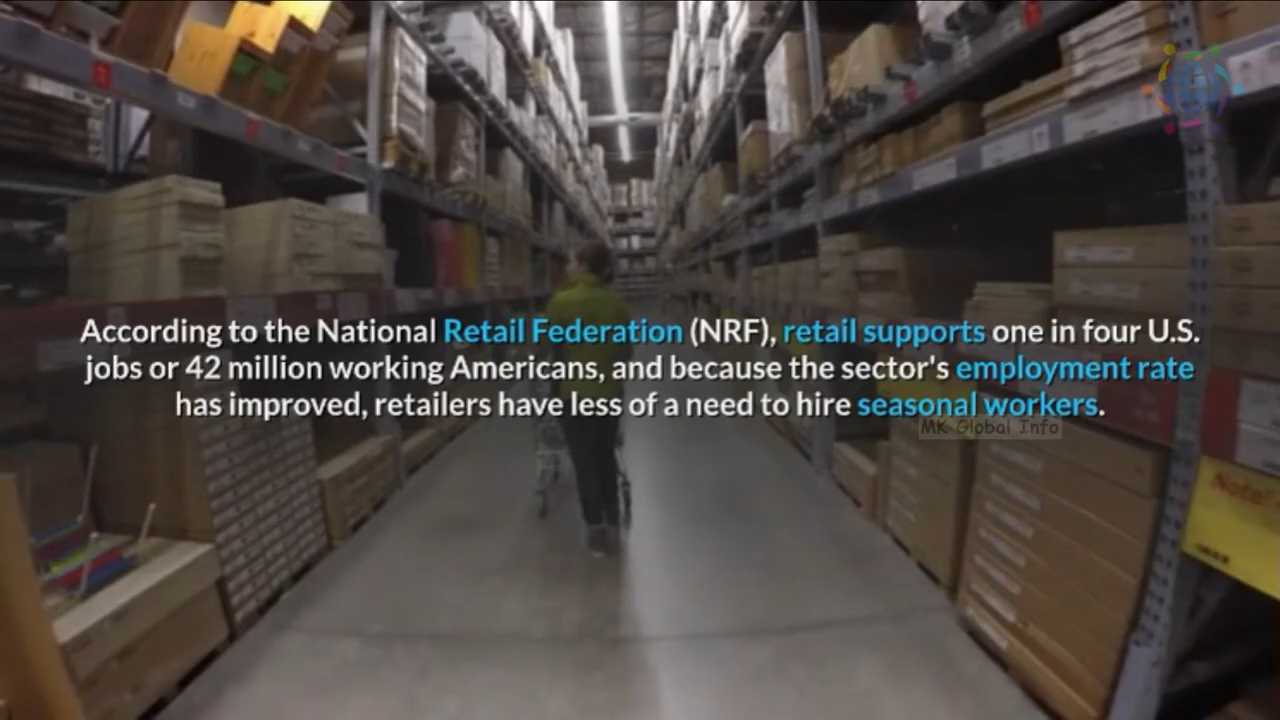 According to the National Retail Federation (NRF), retail supports one in four U.S.
jobs or 42 million working Americans, and because the sector's employment rate
has improved, retailers have less of a need to hire seasonal workers.
MK Global Info
Note!